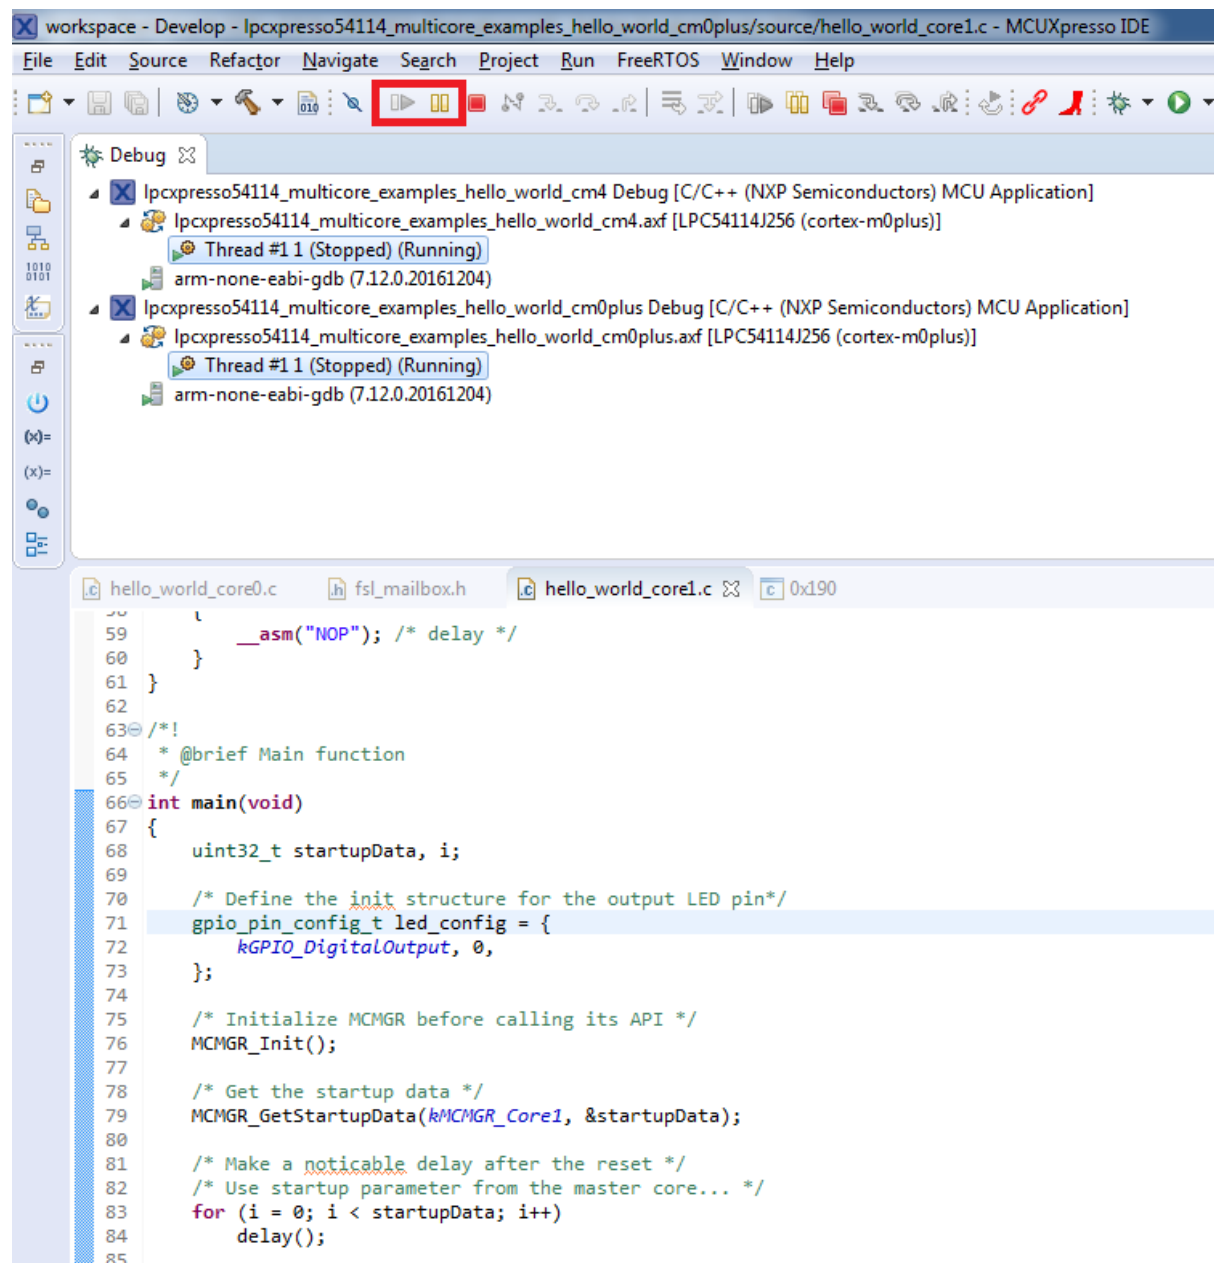 workspace - Develop - lpcxpresso54114_multicore_examples_hello_world_cm0plus/source/hello_world_core1.c - MCUXpresso IDE
File Edit Source Refactor Navigate Search Project Run FreeRTOS Window Help
010
Debug
lpcxpresso54114_multicore_examples_hello_world_cm4 Debug [C/C++ (NXP Semiconductors) MCU Application]
lpcxpresso54114_multicore_examples_hello_world_cm4.axf [LPC54114J256 (cortex-m0plus)]
Thread #1 1 (Stopped) (Running)
1010
0101
arm-none-eabi-gdb (7.12.0.20161204)
lpcxpresso54114_multicore_examples_hello_world_cm0plus Debug [C/C++ (NXP Semiconductors) MCU Application]
lpcxpresso54114_multicore_examples_hello_world_cm0plus.axf [LPC54114J256 (cortex-m0plus)]
Thread #1 1 (Stopped) (Running)
arm-none-eabi-gdb (7.12.0.20161204)
(x)=
(x)=
hello_world_core0.c fsl_mailbox.h hello_world_core1.c 0x190
58 {
59 __asm("NOP"); /* delay */
60 }
61 }
62
63 /*!
64 * @brief Main function
65 */
66 int main(void)
67 {
68 uint32_t startupData, i;
69
70 /* Define the init structure for the output LED pin*/
71 gpio_pin_config_t led_config = {
72 kGPIO_DigitalOutput, 0,
73 };
74
75 /* Initialize MCMGR before calling its API */
76 MCMGR_Init();
77
78 /* Get the startup data */
79 MCMGR_GetStartupData(kMCMGR_Core1, &startupData);
80
81 /* Make a noticable delay after the reset */
82 /* Use startup parameter from the master core... */
83 for (i = 0; i < startupData; i++)
84 delay();
85